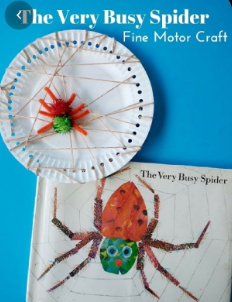 The Very Busy Spider
Fine Motor Craft
The Very Busy Spider